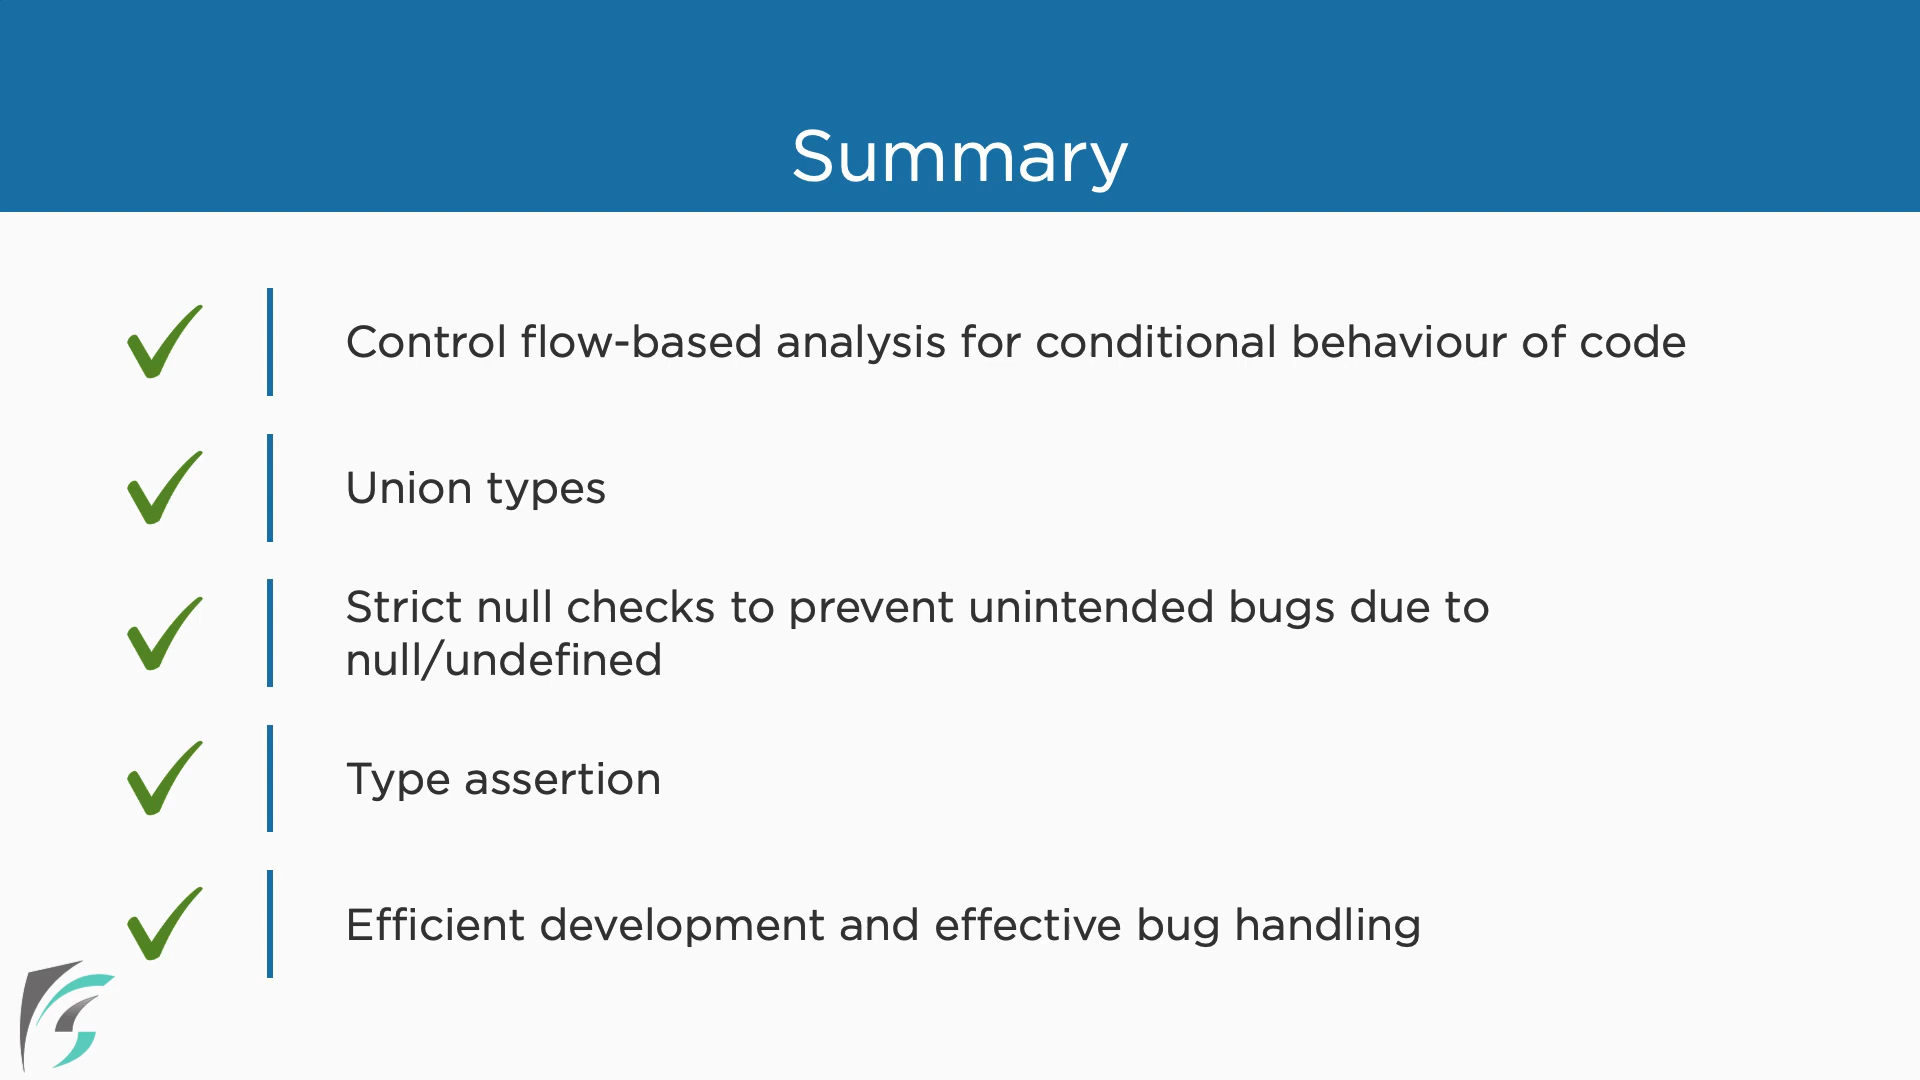 Summary
Control flow-based analysis for conditional behaviour of code
Union types
Strict null checks to prevent unintended bugs due to
null/undefined
Type assertion
Efficient development and effective bug handling